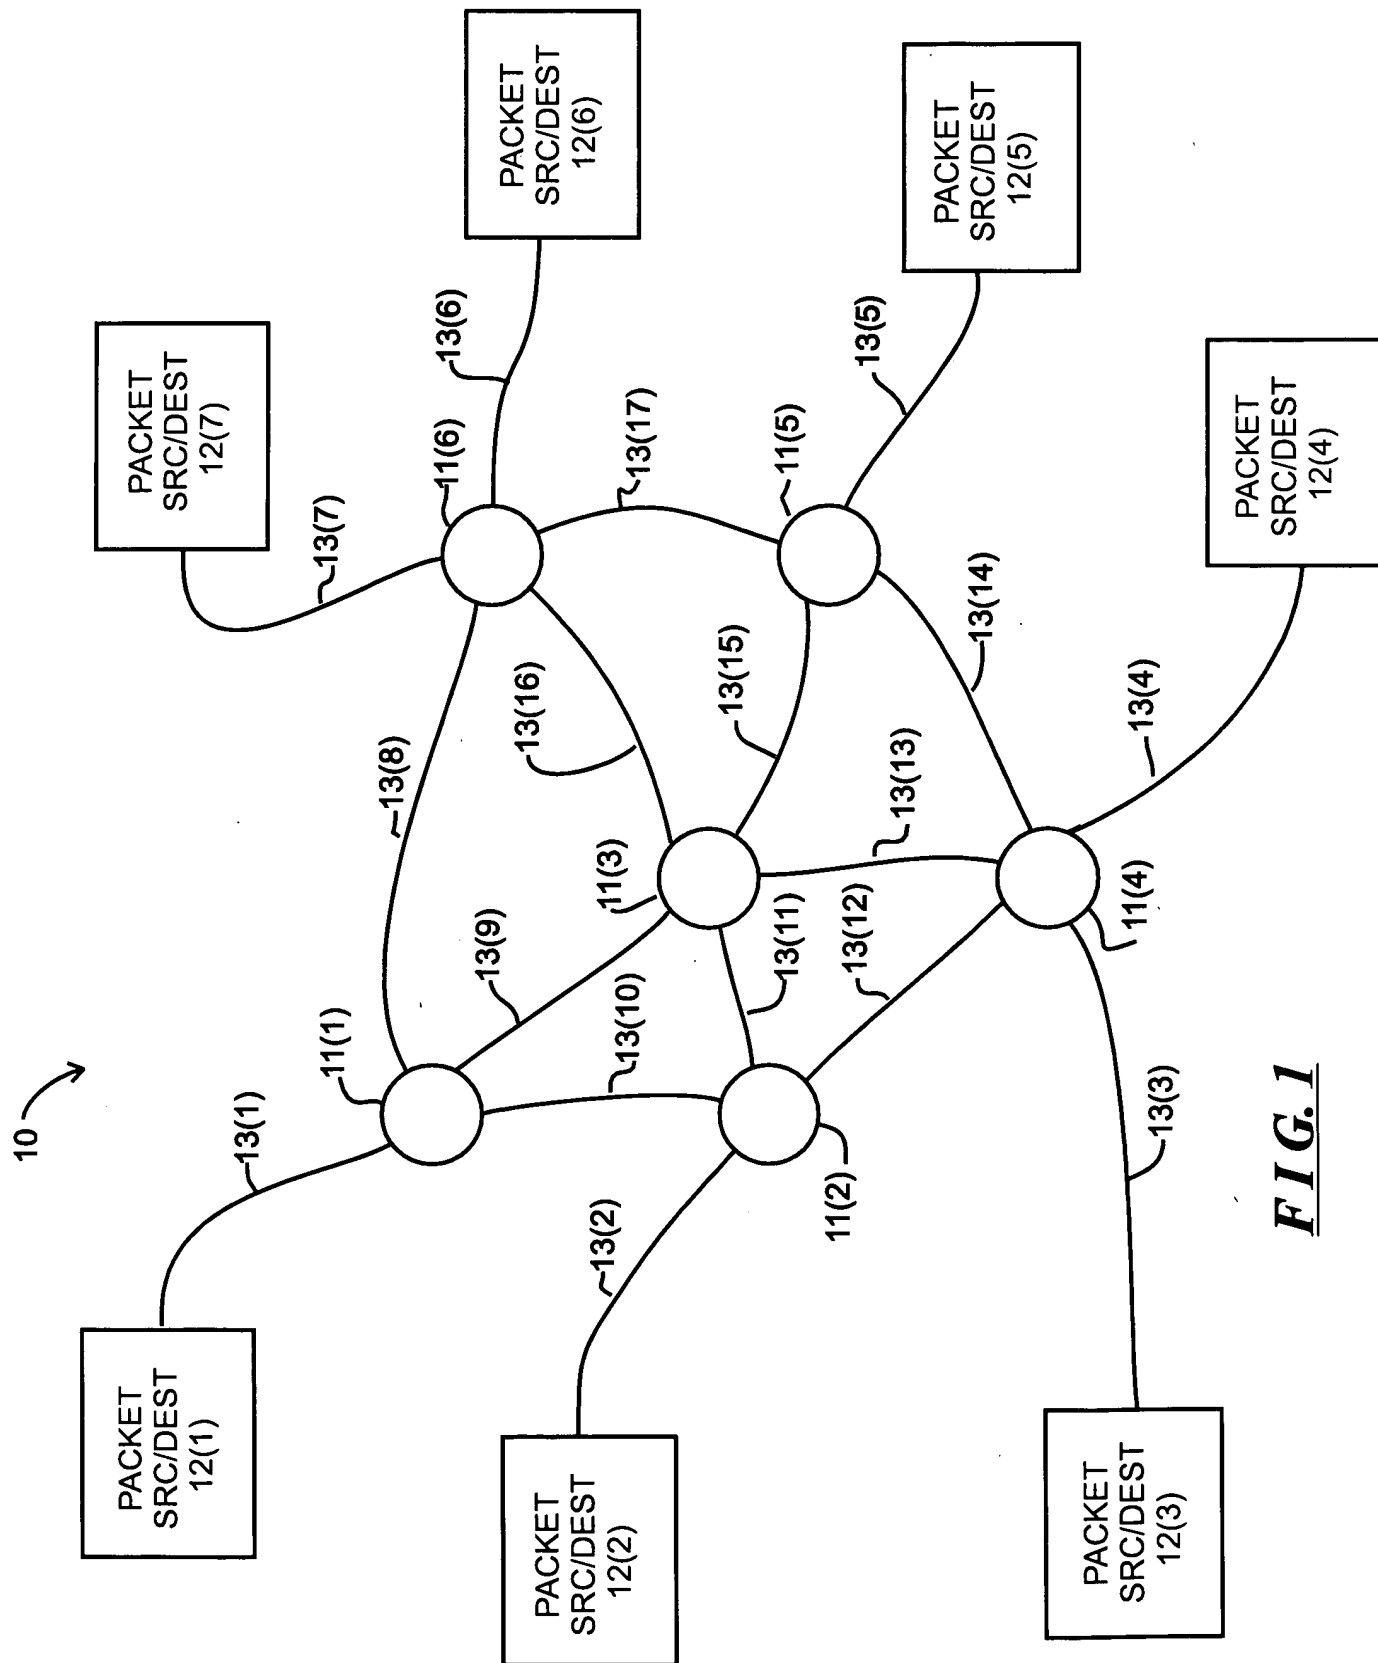 10
PACKET
SRC/DEST
12(1)
13(1)
11(1)
13(8)
13(7)
PACKET
SRC/DEST
12(7)
11(6)
13(6)
PACKET
SRC/DEST
12(6)
13(9)
13(10)
13(16)
13(17)
PACKET
SRC/DEST
12(2)
13(2)
11(2)
13(11)
11(3)
13(15)
11(5)
13(5)
PACKET
SRC/DEST
12(5)
13(12)
13(13)
13(14)
PACKET
SRC/DEST
12(3)
13(3)
11(4)
13(4)
PACKET
SRC/DEST
12(4)
FIG. 1